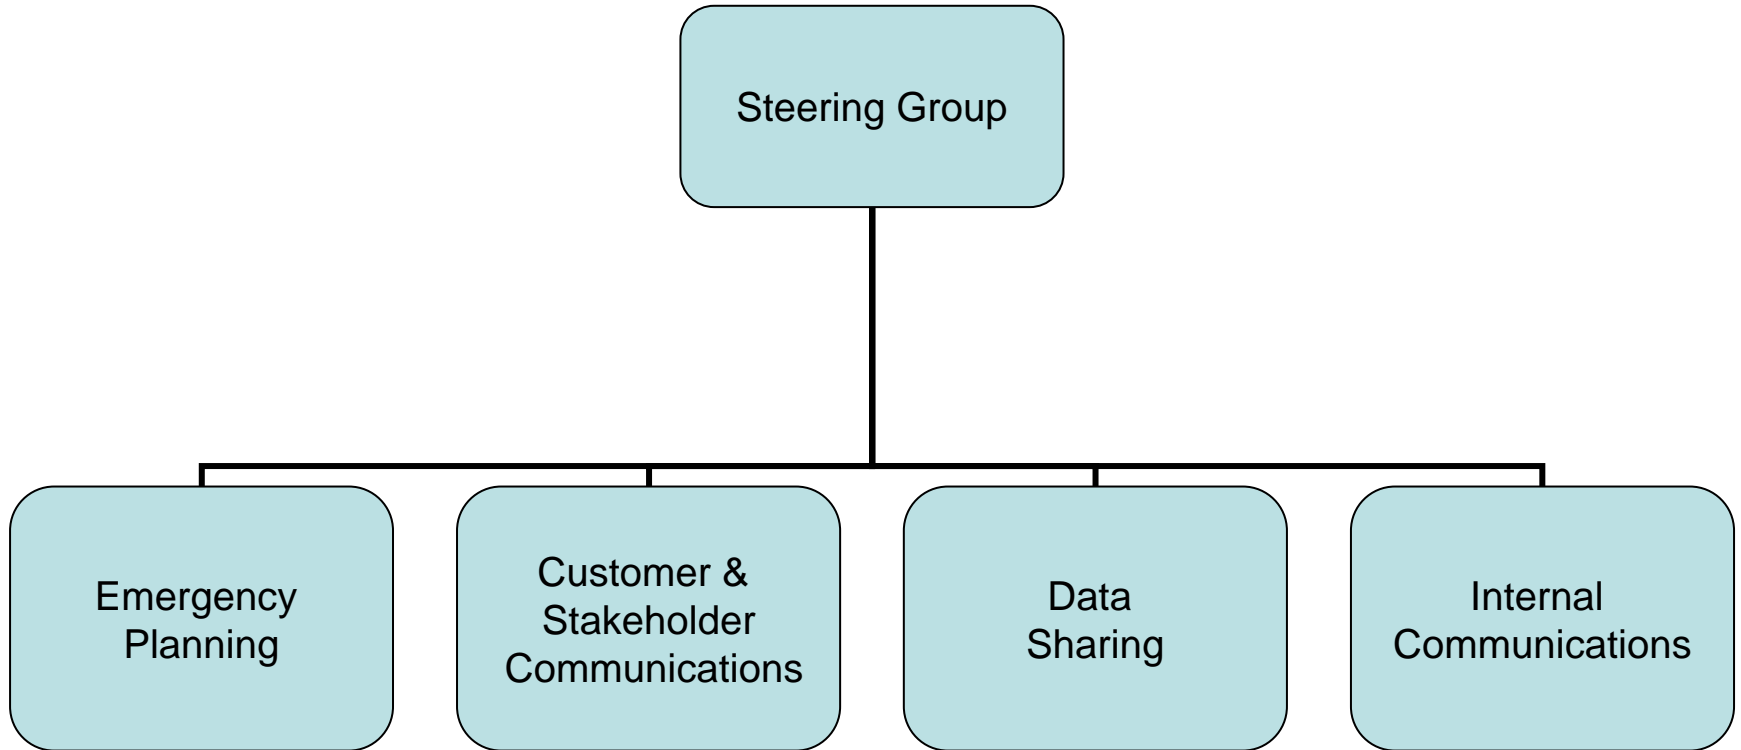 Steering Group
Emergency
Planning
Customer &
Stakeholder
Communications
Data
Sharing
Internal
Communications